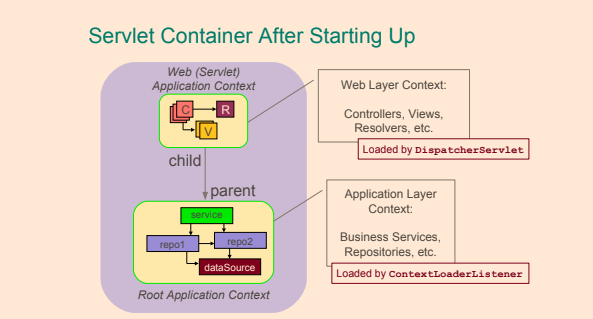 Servlet Container After Starting Up
Web (Servlet)
Application Context
C
R
V
child
parent
service
repo1
repo2
dataSource
Root Application Context
Web Layer Context:
Controllers, Views,
Resolvers, etc.
Loaded by DispatcherServlet
Application Layer
Context:
Business Services,
Repositories, etc.
Loaded by ContextLoaderListener